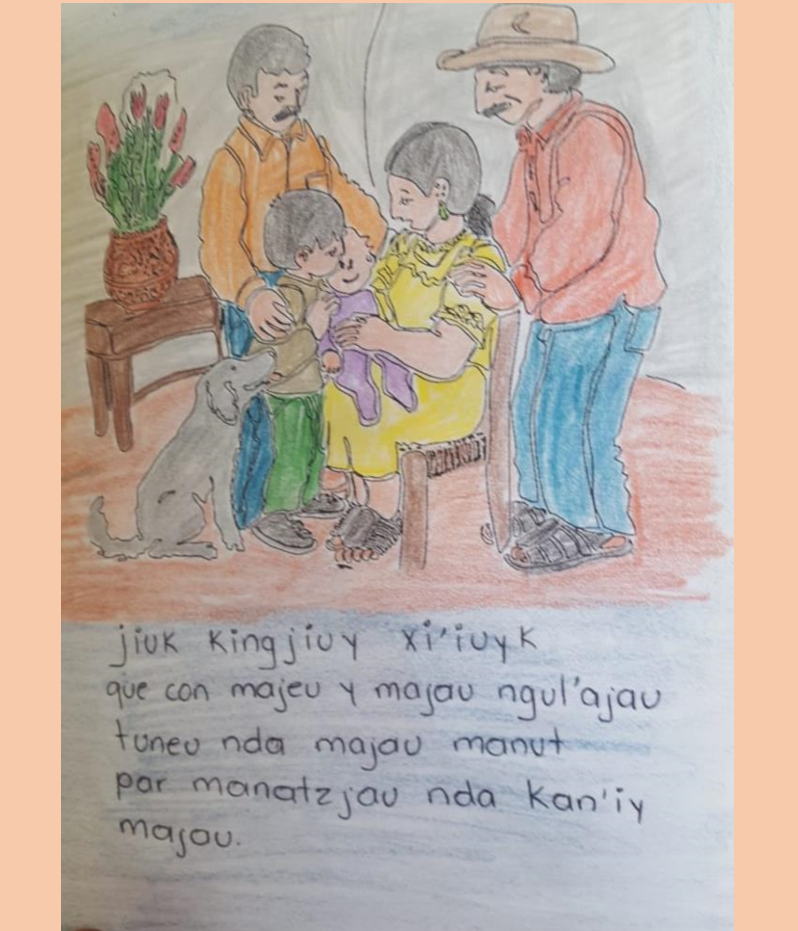 jiuk kingjiuy xi'iuyk
que con majeu y majau ngul'ajau
tuneu nda majau manut
par manatzjau nda kan'iy
majau.